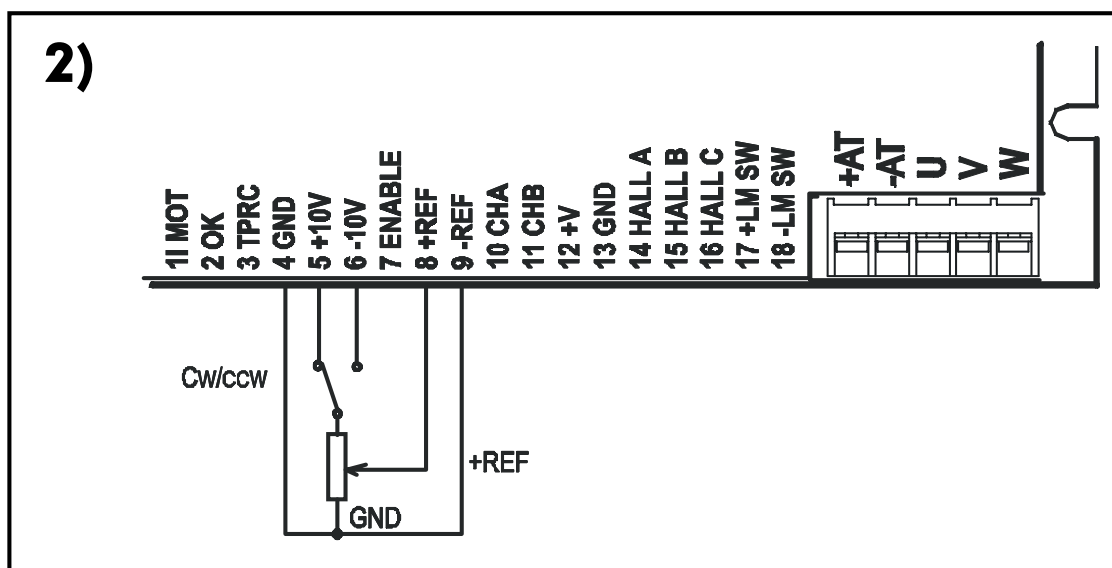 2)
1I MOT
2 OK
3 TPRC
4 GND
5 +10V
6 -10V
7 ENABLE
8 +REF
9 -REF
10 CHA
11 CHB
12 +V
13 GND
14 HALL A
15 HALL B
16 HALL C
17 +LM SW
18 -LM SW
+AT
-AT
U
V
W
Cw/ccw
+REF
GND